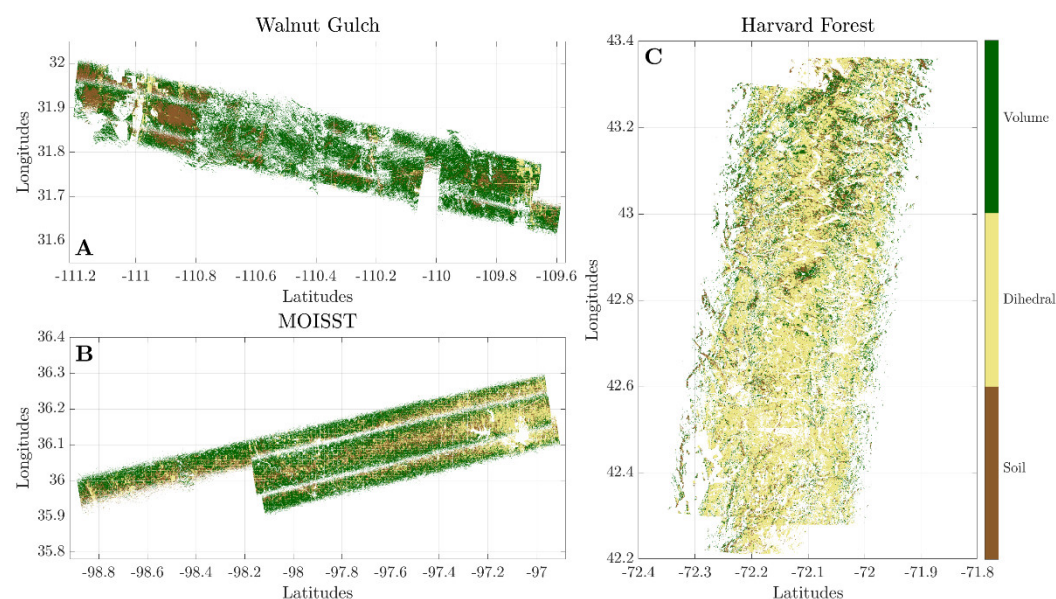 Walnut Gulch
32
31.9
31.8
31.7
31.6
Longitudes
A
-111.2 -111 -110.8 -110.6 -110.4 -110.2 -110 -109.8 -109.6
Latitudes
MOISST
36.4
36.3
36.2
36.1
36
35.9
35.8
Longitudes
B
-98.8 -98.6 -98.4 -98.2 -98 -97.8 -97.6 -97.4 -97.2 -97
Latitudes
Harvard Forest
43.4
43.2
43
42.8
42.6
42.4
42.2
Longitudes
C
-72.4 -72.3 -72.2 -72.1 -72 -71.9 -71.8
Latitudes
Volume
Dihedral
Soil